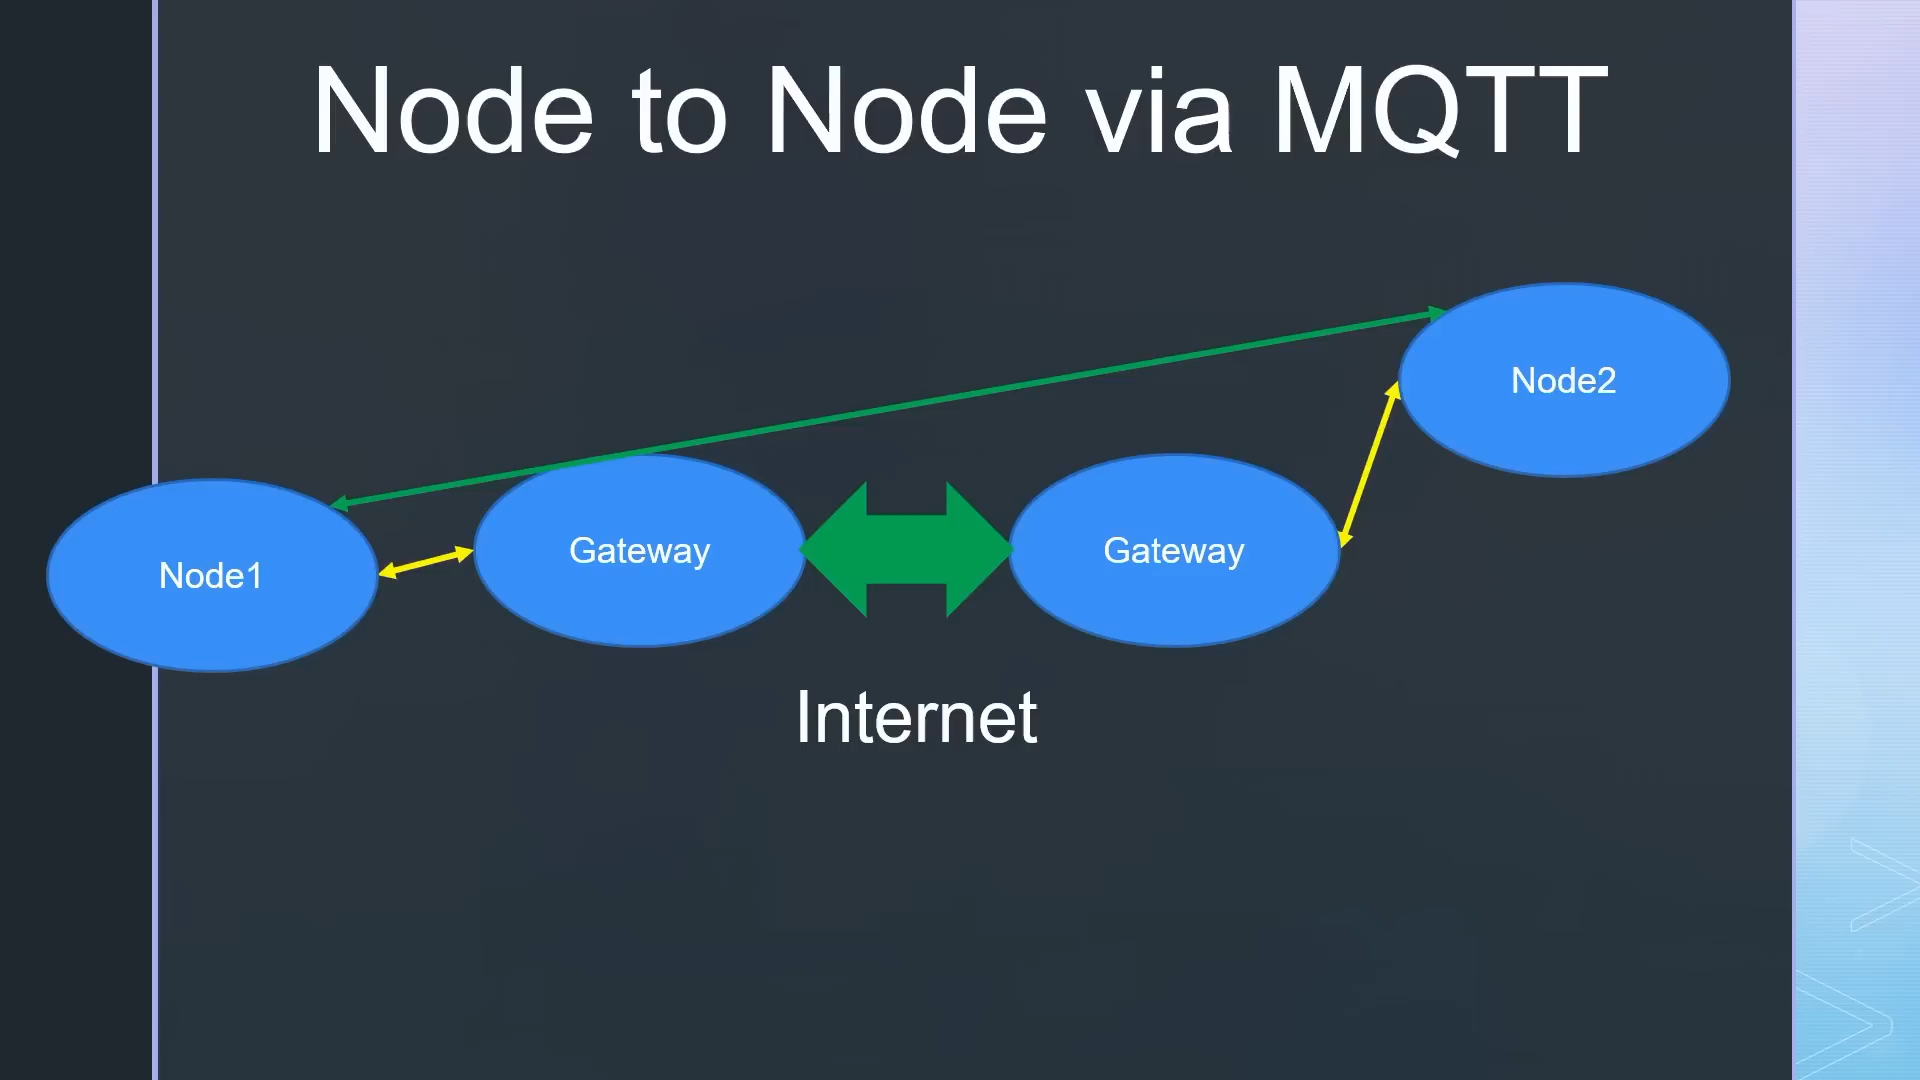 Node to Node via MQTT
Node2
Node1
Gateway
Gateway
Internet